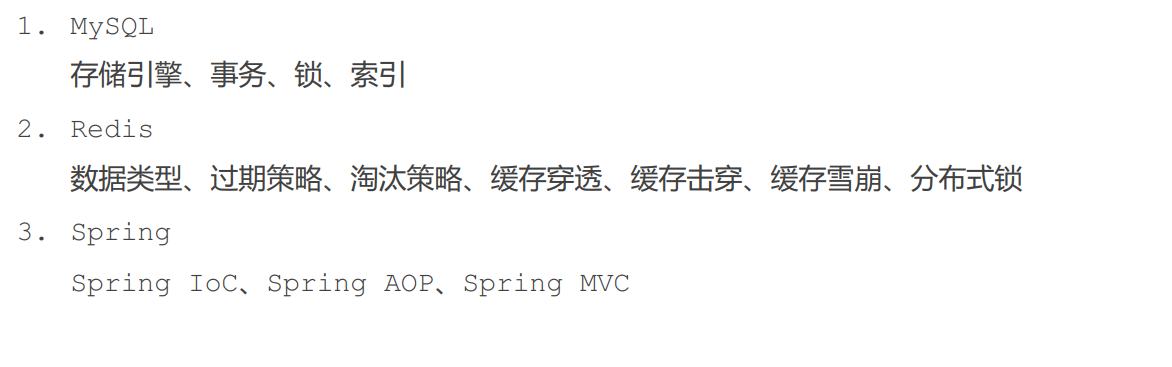 1. MySQL
存储引擎、事务、锁、索引
2. Redis
数据类型、过期策略、淘汰策略、缓存穿透、缓存击穿、缓存雪崩、分布式锁
3. Spring
Spring IoC、Spring AOP、Spring MVC